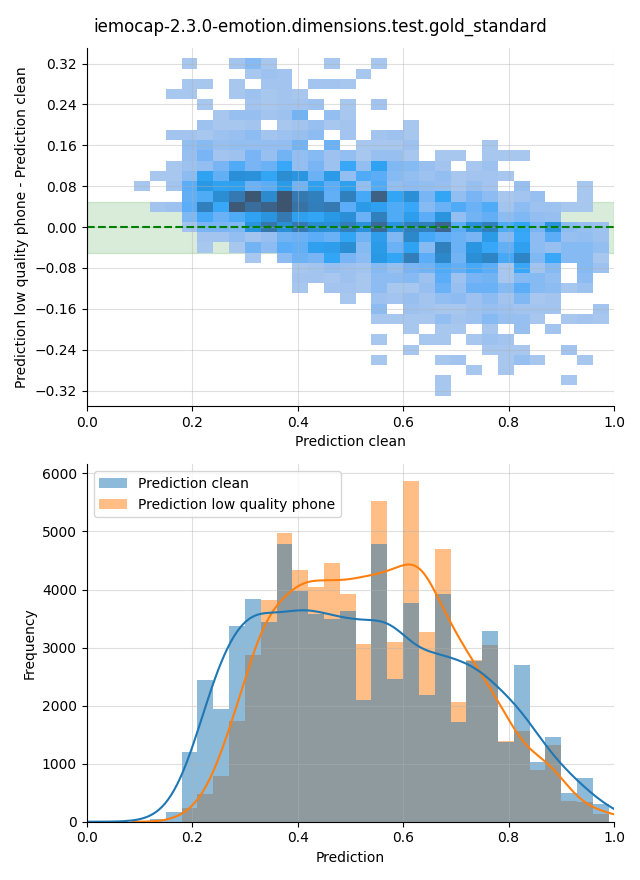 iemocap-2.3.0-emotion.dimensions.test.gold_standard
Prediction low quality phone - Prediction clean
0.32
0.24
0.16
0.08
0.00
−0.08
−0.16
−0.24
−0.32
0.0 0.2 0.4 0.6 0.8 1.0
Prediction clean
Frequency
6000
5000
4000
3000
2000
1000
0
Prediction clean
Prediction low quality phone
0.0 0.2 0.4 0.6 0.8 1.0
Prediction